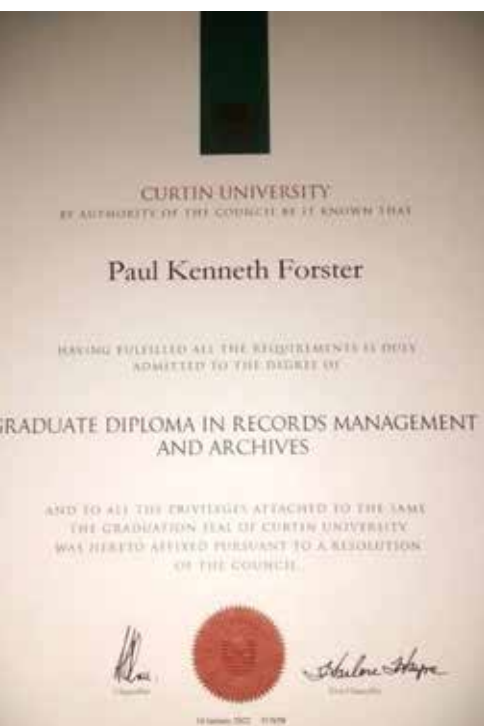 CURTIN UNIVERSITY
BY AUTHORITY OF THE COUNCIL BE IT KNOWN THAT
Paul Kenneth Forster
HAVING FULFILLED ALL THE REQUIREMENTS IS DULY
ADMITTED TO THE DEGREE OF
GRADUATE DIPLOMA IN RECORDS MANAGEMENT
AND ARCHIVES
AND TO ALL THE PRIVILEGES ATTACHED TO THE SAME
THE GRADUATION SEAL OF CURTIN UNIVERSITY
WAS HERETO AFFIXED PURSUANT TO A RESOLUTION
OF THE COUNCIL
Chancellor
Vice-Chancellor